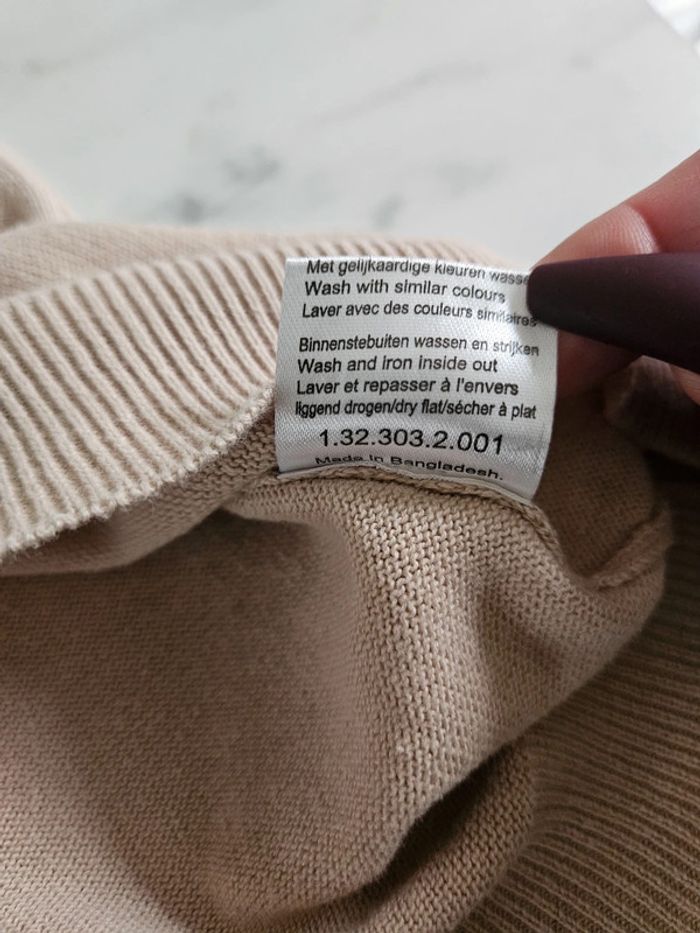 Met gelijkaardige kleuren wasse
Wash with similar colours
Laver avec des couleurs similaires
Binnenstebuiten wassen en strijken
Wash and iron inside out
Laver et repasser à l'envers
liggend drogen/dry flat/sécher à plat
1.32.303.2.001
Made in Bangladesh.